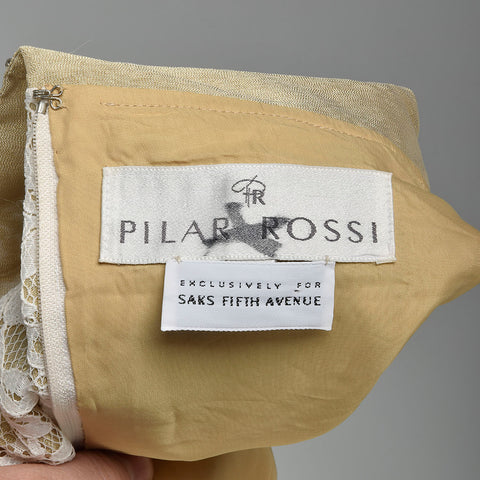 PR
PILAR ROSSI
EXCLUSIVELY FOR
SAKS FIFTH AVENUE